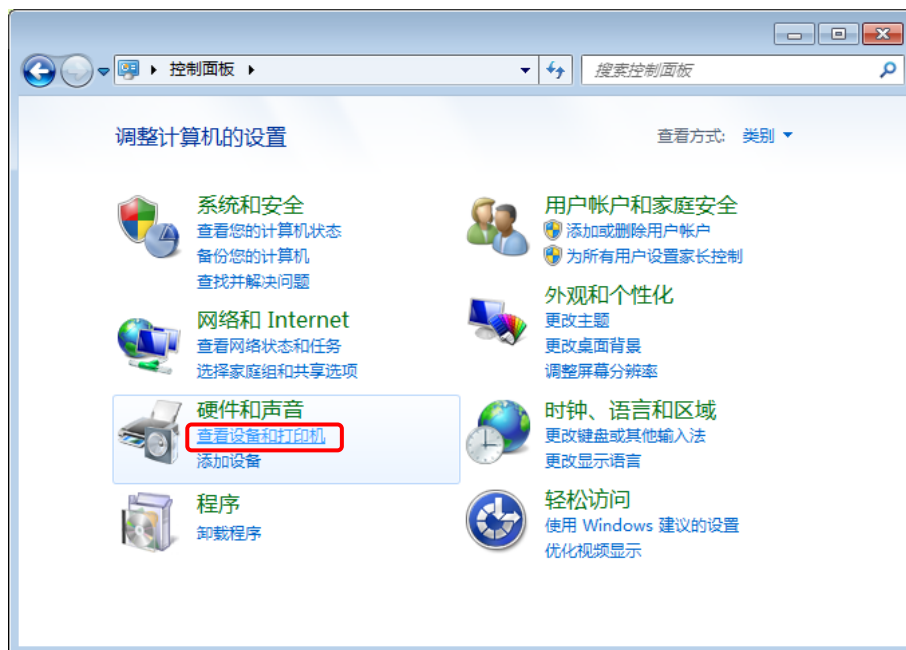 控制面板
搜索控制面板
调整计算机的设置
查看方式: 类别
系统和安全
查看您的计算机状态
备份您的计算机
查找并解决问题
网络和 Internet
查看网络状态和任务
选择家庭组和共享选项
硬件和声音
查看设备和打印机
添加设备
程序
卸载程序
用户帐户和家庭安全
添加或删除用户帐户
为所有用户设置家长控制
外观和个性化
更改主题
更改桌面背景
调整屏幕分辨率
时钟、语言和区域
更改键盘或其他输入法
更改显示语言
轻松访问
使用 Windows 建议的设置
优化视频显示